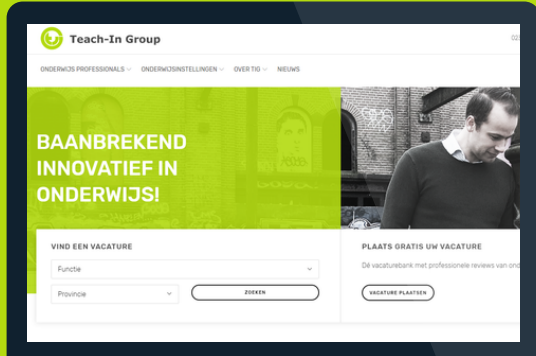 Teach-In Group
ONDERWIJS PROFESSIONALS ONDERWIJSINSTELLINGEN OVER TIG NIEUWS
BAANBREKEND
INNOVATIEF IN
ONDERWIJS!
VIND EEN VACATURE
Functie
Provincie
ZOEKEN
PLAATS GRATIS UW VACATURE
Dé vacaturebank met professionele reviews van ond
VACATURE PLAATSEN